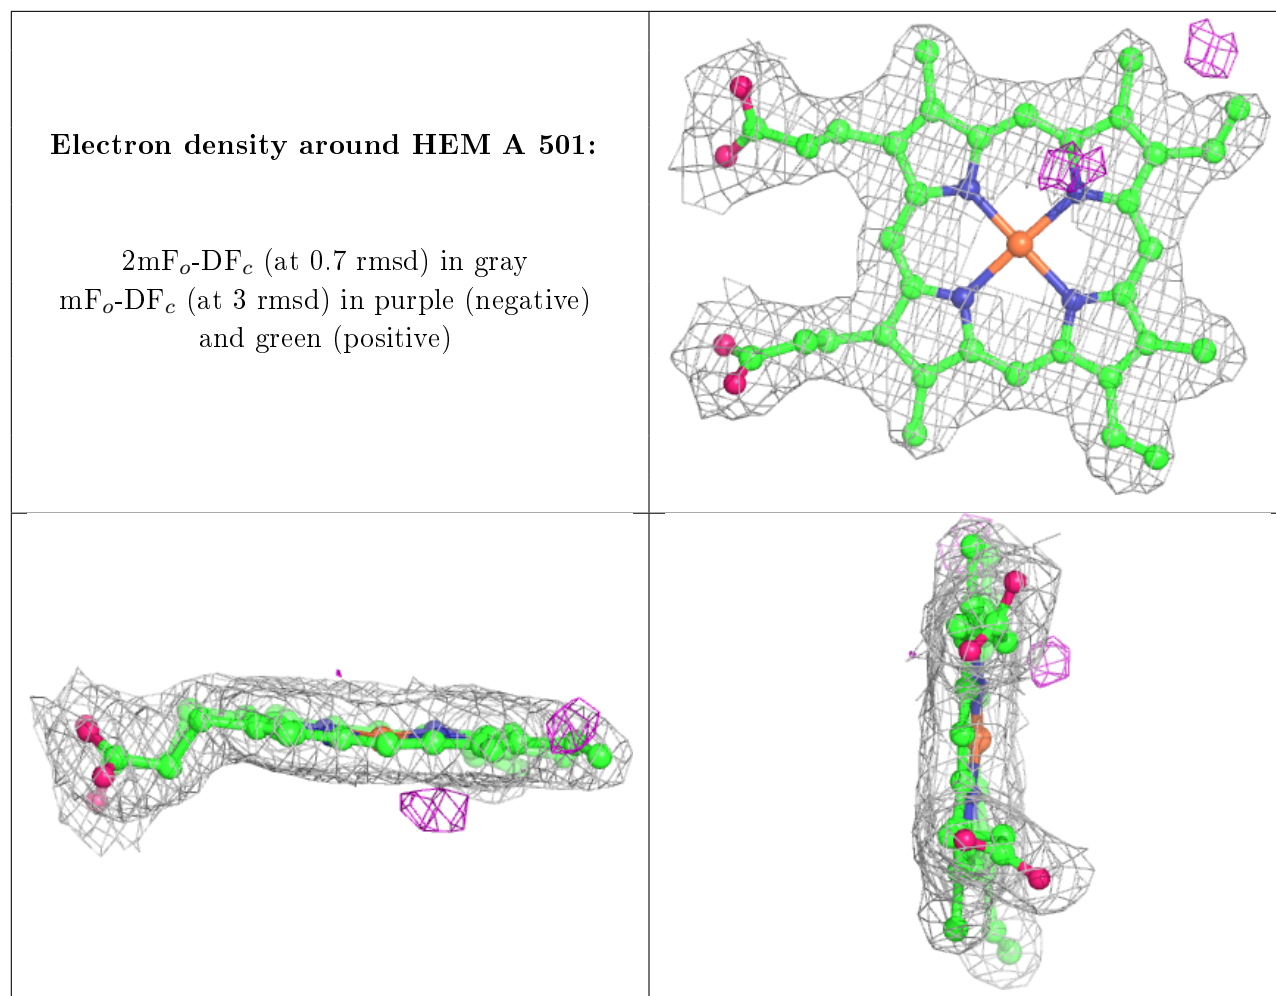 Electron density around HEM A 501:
2mFo-DFc (at 0.7 rmsd) in gray
mFo-DFc (at 3 rmsd) in purple (negative)
and green (positive)